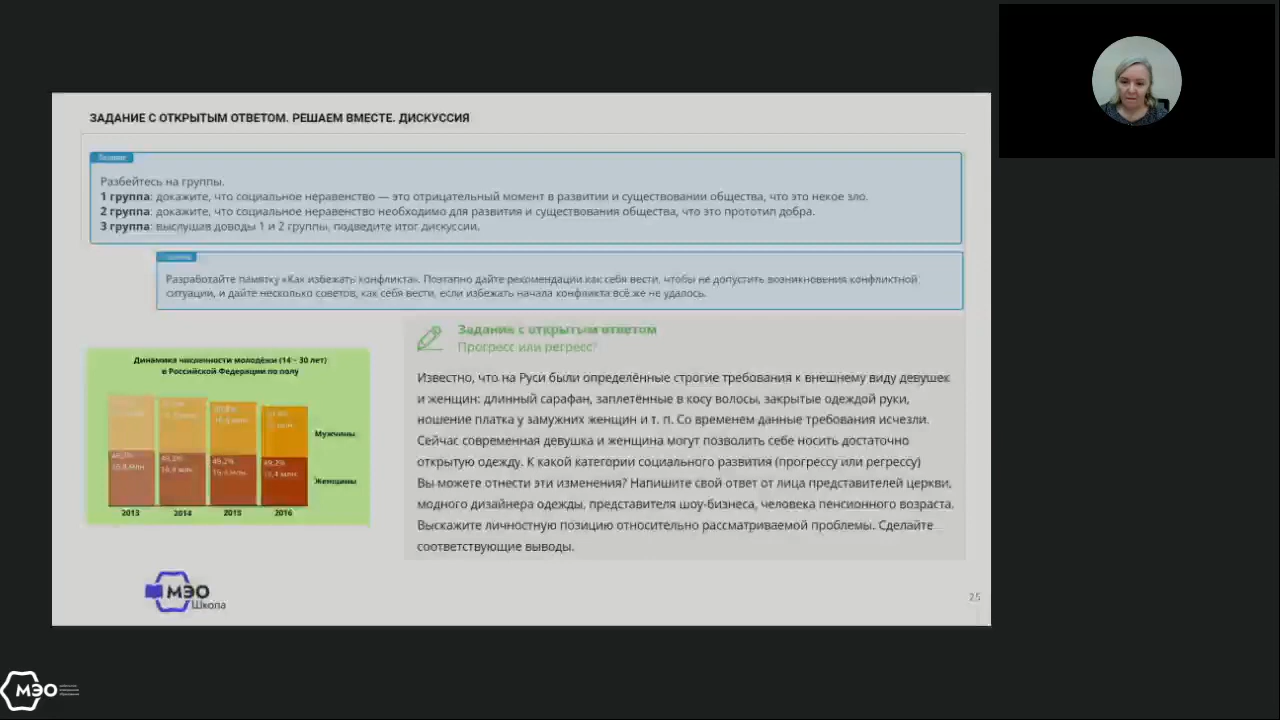 ЗАДАНИЕ С ОТКРЫТЫМ ОТВЕТОМ. РЕШАЕМ ВМЕСТЕ. ДИСКУССИЯ
Разбейтесь на группы.
1 группа: докажите, что социальное неравенство — это отрицательный момент в развитии и существовании общества, что это некое зло.
2 группа: докажите, что социальное неравенство необходимо для развития и существования общества, что это прототип добра.
3 группа: выслушав доводы 1 и 2 группы, подведите итог дискуссии.
Разработайте памятку «Как избежать конфликта». Поэтапно дайте рекомендации как себя вести, чтобы не допустить возникновения конфликтной
ситуации, и дайте несколько советов, как себя вести, если избежать начала конфликта всё же не удалось.
Задание с открытым ответом
Прогресс или регресс?
Известно, что на Руси были определённые строгие требования к внешнему виду девушек
и женщин: длинный сарафан, заплетённые в косу волосы, закрытые одеждой руки,
ношение платка у замужних женщин и т. п. Со временем данные требования исчезли.
Сейчас современная девушка и женщина могут позволить себе носить достаточно
открытую одежду. К какой категории социального развития (прогрессу или регрессу)
Вы можете отнести эти изменения? Напишите свой ответ от лица представителей церкви,
модного дизайнера одежды, представителя шоу-бизнеса, человека пенсионного возраста.
Выскажите личностную позицию относительно рассматриваемой проблемы. Сделайте
соответствующие выводы.
Динамика численности молодёжи (14 - 30 лет)
в Российской Федерации по полу
Мужчины
49,2% 49,2% 49,2%
Женщины
2013 2014 2015 2016
МЭО
Школа
25
МЭО